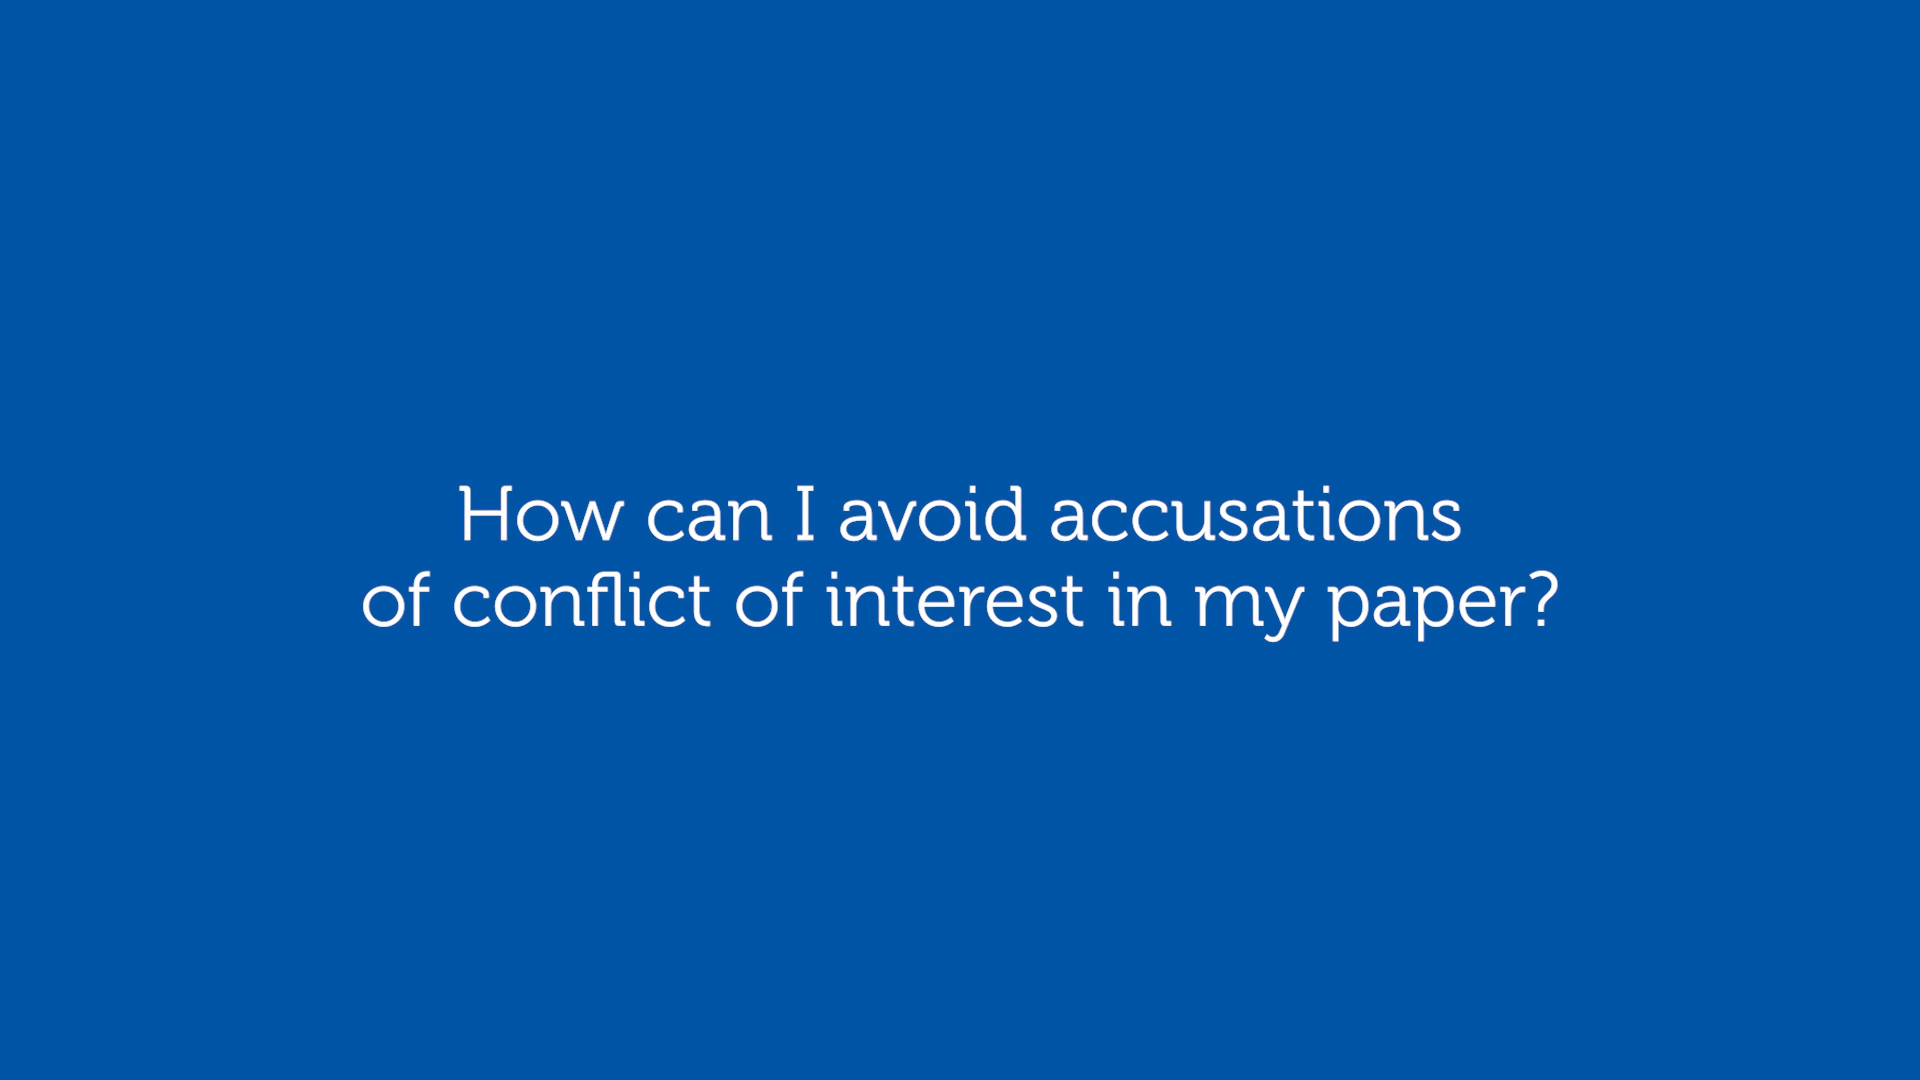 How can I avoid accusations
of conflict of interest in my paper?